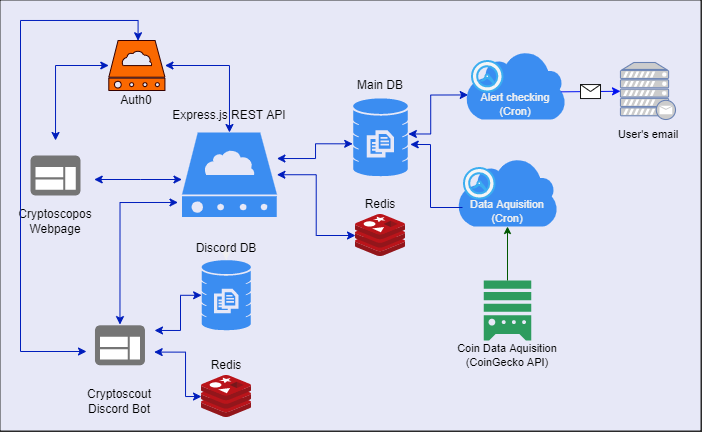 Auth0
Express.js REST API
Main DB
Alert checking
(Cron)
User's email
Cryptoscopos
Webpage
Redis
Data Aquisition
(Cron)
Discord DB
Coin Data Aquisition
(CoinGecko API)
Redis
Cryptoscout
Discord Bot